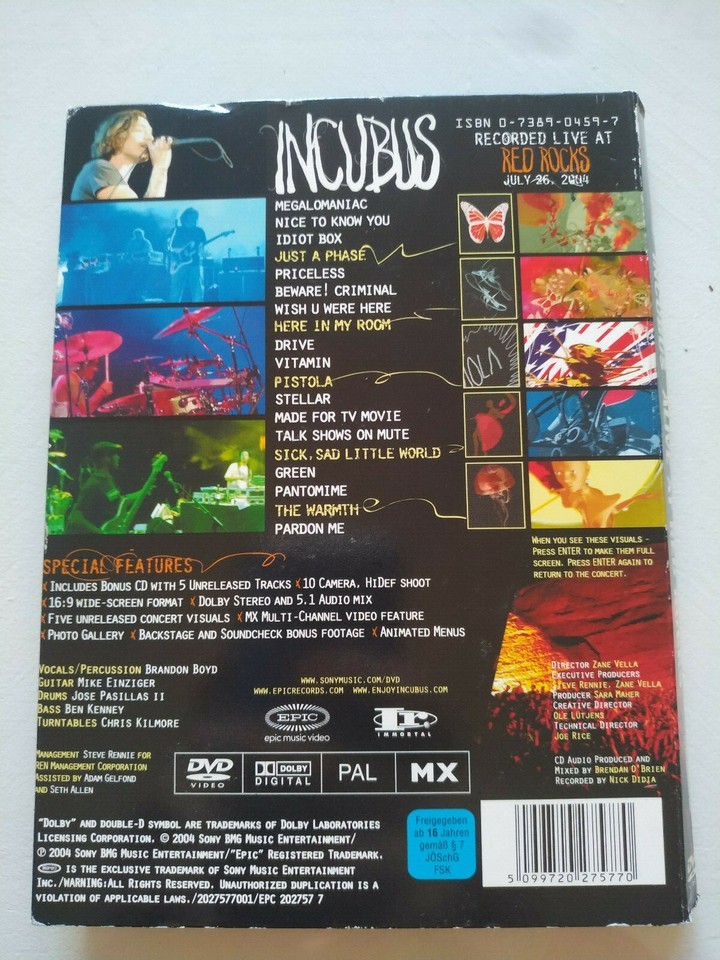 INCUBUS
ISBN 0-7389-0459-7
RECORDED LIVE AT
RED ROCKS
JULY 26, 2004
MEGALOMANIAC
NICE TO KNOW YOU
IDIOT BOX
JUST A PHASE
PRICELESS
BEWARE! CRIMINAL
WISH U WERE HERE
HERE IN MY ROOM
DRIVE
VITAMIN
PISTOLA
STELLAR
MADE FOR TV MOVIE
TALK SHOWS ON MUTE
SICK, SAD LITTLE WORLD
GREEN
PANTOMIME
THE WARMTH
PARDON ME
WHEN YOU SEE THESE VISUALS -
PRESS ENTER TO MAKE THEM FULL
SCREEN. PRESS ENTER AGAIN TO
RETURN TO THE CONCERT.
SPECIAL FEATURES
X INCLUDES BONUS CD WITH 5 UNRELEASED TRACKS X 10 CAMERA, HIDEF SHOOT
X 16:9 WIDE-SCREEN FORMAT X DOLBY STEREO AND 5.1 AUDIO MIX
X FIVE UNRELEASED CONCERT VISUALS X MX MULTI-CHANNEL VIDEO FEATURE
X PHOTO GALLERY X BACKSTAGE AND SOUNDCHECK BONUS FOOTAGE X ANIMATED MENUS
VOCALS/PERCUSSION BRANDON BOYD
GUITAR MIKE EINZIGER
DRUMS JOSE PASILLAS II
BASS BEN KENNEY
TURNTABLES CHRIS KILMORE
WWW.SONYMUSIC.COM/DVD
WWW.EPICRECORDS.COM WWW.ENJOYINCUBUS.COM
EPIC
epic music video
IMMORTAL
DIRECTOR ZANE VELLA
EXECUTIVE PRODUCERS
STEVE RENNIE, ZANE VELLA
PRODUCER SARA MAHER
CREATIVE DIRECTOR
OLE LÜTJENS
TECHNICAL DIRECTOR
JOE RICE
CD AUDIO PRODUCED AND
MIXED BY BRENDAN O'BRIEN
RECORDED BY NICK DIDIA
MANAGEMENT STEVE RENNIE FOR
REN MANAGEMENT CORPORATION
ASSISTED BY ADAM GELFOND
AND SETH ALLEN
DVD VIDEO
DOLBY DIGITAL
PAL
MX
"DOLBY" AND DOUBLE-D SYMBOL ARE TRADEMARKS OF DOLBY LABORATORIES
LICENSING CORPORATION. © 2004 SONY BMG MUSIC ENTERTAINMENT/
℗ 2004 SONY BMG MUSIC ENTERTAINMENT/"EPIC" REGISTERED TRADEMARK.
IS THE EXCLUSIVE TRADEMARK OF SONY MUSIC ENTERTAINMENT
INC./WARNING: ALL RIGHTS RESERVED. UNAUTHORIZED DUPLICATION IS A
VIOLATION OF APPLICABLE LAWS./2027577001/EPC 202757 7
Freigegeben
ab 16 Jahren
gemäß § 7
JÖSchG
FSK
5 099720 275770